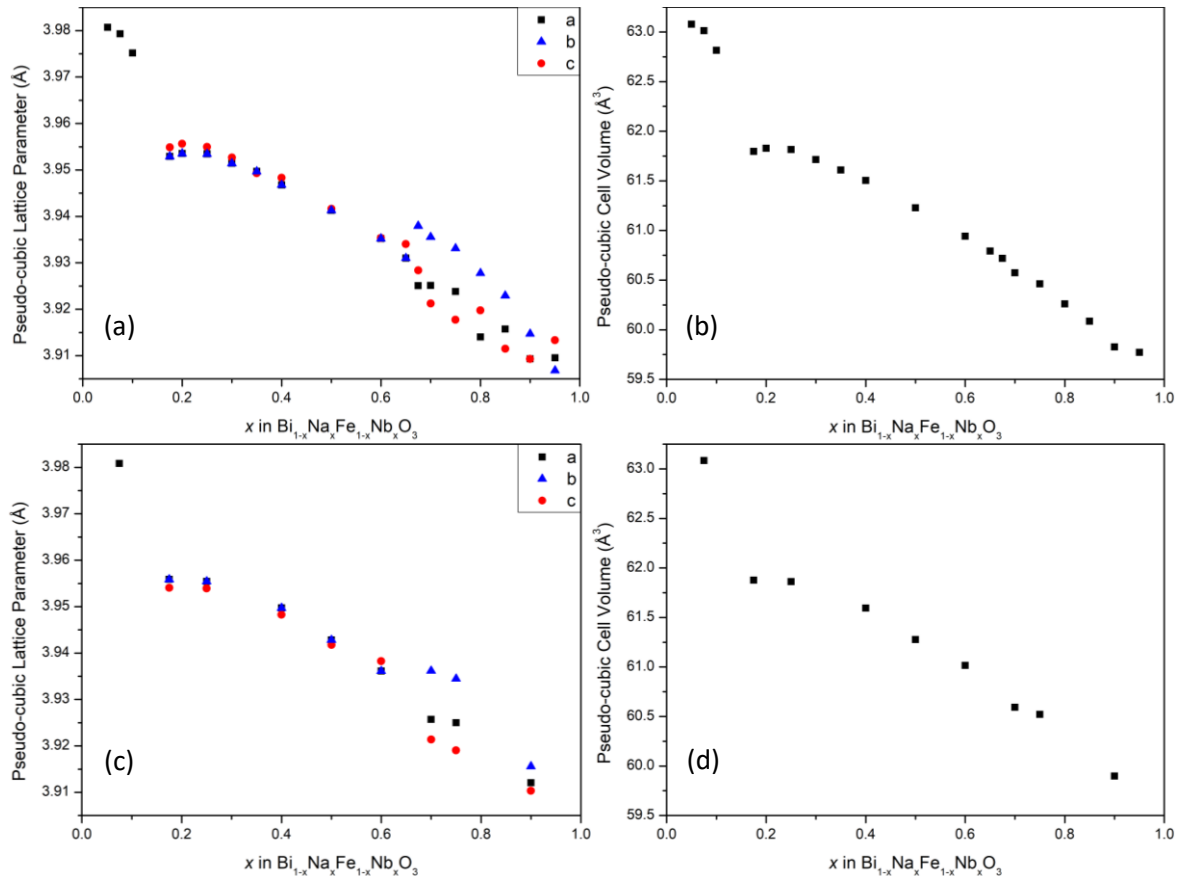 a
b
c
3.98
3.97
3.96
3.95
3.94
3.93
3.92
3.91
Pseudo-cubic Lattice Parameter (Å)
(a)
0.0 0.2 0.4 0.6 0.8 1.0
x in Bi₁₋ₓNaₓFe₁₋ₓNbₓO₃
63.0
62.5
62.0
61.5
61.0
60.5
60.0
59.5
Pseudo-cubic Cell Volume (Å³)
(b)
0.0 0.2 0.4 0.6 0.8 1.0
x in Bi₁₋ₓNaₓFe₁₋ₓNbₓO₃
a
b
c
3.98
3.97
3.96
3.95
3.94
3.93
3.92
3.91
Pseudo-cubic Lattice Parameter (Å)
(c)
0.0 0.2 0.4 0.6 0.8 1.0
x in Bi₁₋ₓNaₓFe₁₋ₓNbₓO₃
63.0
62.5
62.0
61.5
61.0
60.5
60.0
59.5
Pseudo-cubic Cell Volume (Å³)
(d)
0.0 0.2 0.4 0.6 0.8 1.0
x in Bi₁₋ₓNaₓFe₁₋ₓNbₓO₃